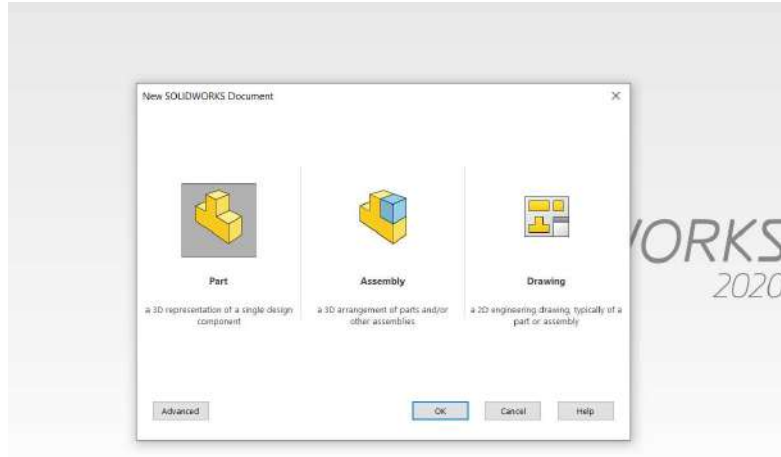 New SOLIDWORKS Document
Part
a 3D representation of a single design
component
Assembly
a 3D arrangement of parts and/or
other assemblies
Drawing
a 2D engineering drawing, typically of a
part or assembly
ORKS
2020
Advanced
OK
Cancel
Help